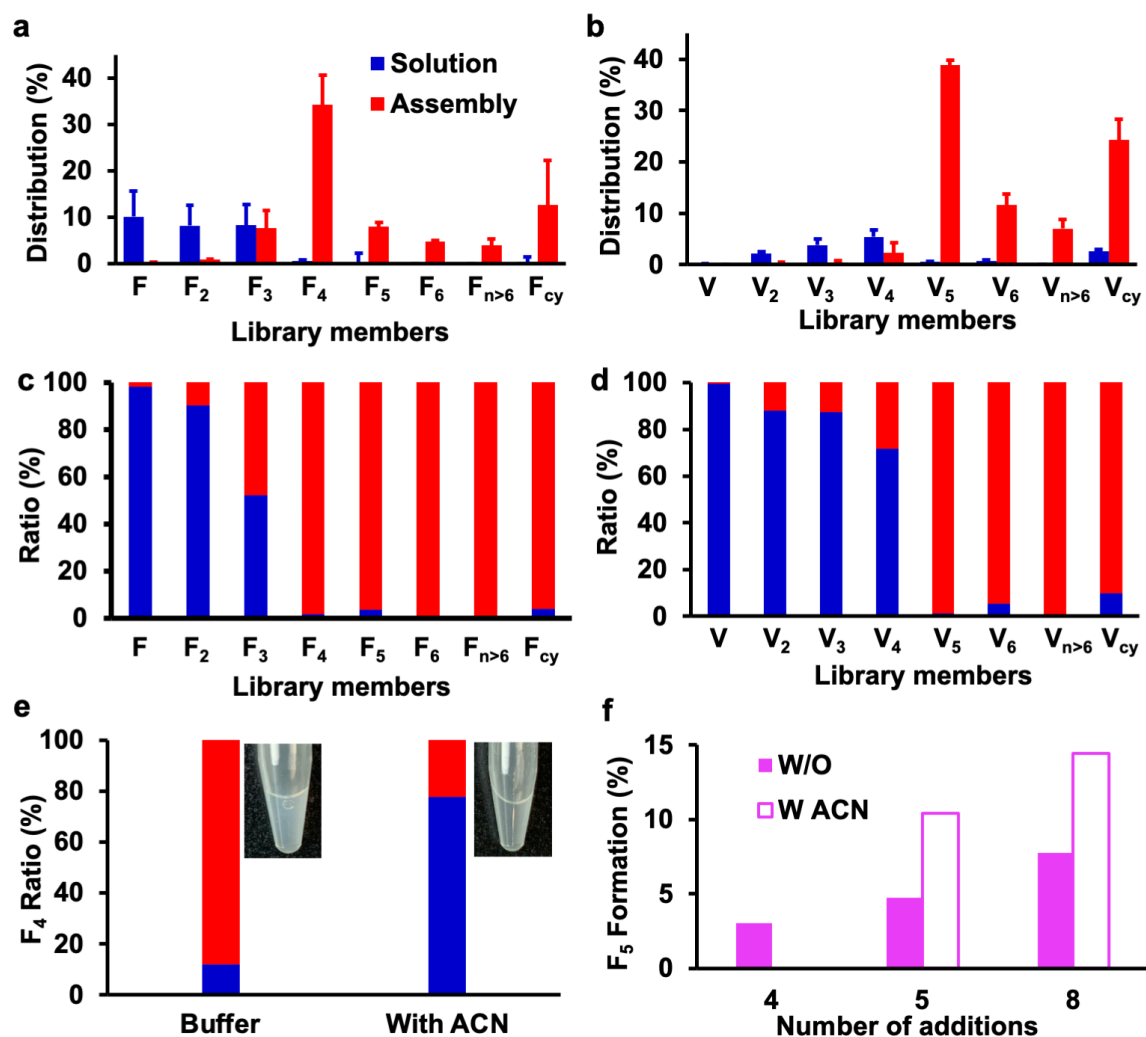 a
Distribution (%)
40
30
20
10
0
Solution
Assembly
F F₂ F₃ F₄ F₅ F₆ Fₙ>₆ F_cy
Library members
b
Distribution (%)
40
30
20
10
0
V V₂ V₃ V₄ V₅ V₆ Vₙ>₆ V_cy
Library members
c
Ratio (%)
100
80
60
40
20
0
F F₂ F₃ F₄ F₅ F₆ Fₙ>₆ F_cy
Library members
d
Ratio (%)
100
80
60
40
20
0
V V₂ V₃ V₄ V₅ V₆ Vₙ>₆ V_cy
Library members
e
F₄ Ratio (%)
100
80
60
40
20
0
Buffer With ACN
f
F₅ Formation (%)
15
10
5
0
W/O
W ACN
4 5 8
Number of additions